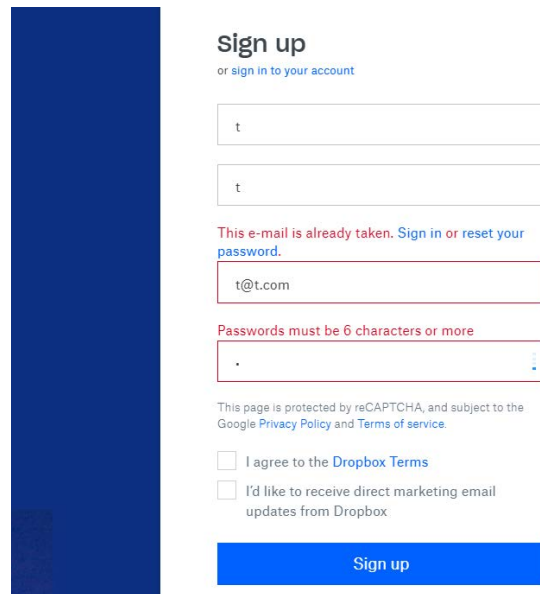 Sign up
or sign in to your account
t
t
This e-mail is already taken. Sign in or reset your
password.
t@t.com
Passwords must be 6 characters or more
•
This page is protected by reCAPTCHA, and subject to the
Google Privacy Policy and Terms of service.
I agree to the Dropbox Terms
I'd like to receive direct marketing email
updates from Dropbox
Sign up